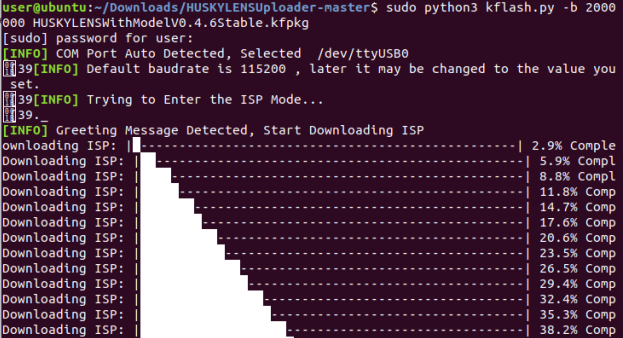 user@ubuntu:~/Downloads/HUSKYLENSUploader-master$ sudo python3 kflash.py -b 2000
000 HUSKYLENSWithModelV0.4.6Stable.kfpkg
[sudo] password for user:
[INFO] COM Port Auto Detected, Selected  /dev/ttyUSB0
39[INFO] Default baudrate is 115200 , later it may be changed to the value you
set.
39[INFO] Trying to Enter the ISP Mode...
39._
[INFO] Greeting Message Detected, Start Downloading ISP
ownloading ISP: |--------------------------------------------------| 2.9% Comple
Downloading ISP: |-------------------------------------------------| 5.9% Compl
Downloading ISP: |-----------------------------------------------| 8.8% Compl
Downloading ISP: |----------------------------------------------| 11.8% Comp
Downloading ISP: |--------------------------------------------| 14.7% Comp
Downloading ISP: |-------------------------------------------| 17.6% Comp
Downloading ISP: |-----------------------------------------| 20.6% Comp
Downloading ISP: |----------------------------------------| 23.5% Comp
Downloading ISP: |--------------------------------------| 26.5% Comp
Downloading ISP: |-------------------------------------| 29.4% Comp
Downloading ISP: |-----------------------------------| 32.4% Comp
Downloading ISP: |----------------------------------| 35.3% Comp
Downloading ISP: |--------------------------------| 38.2% Comp